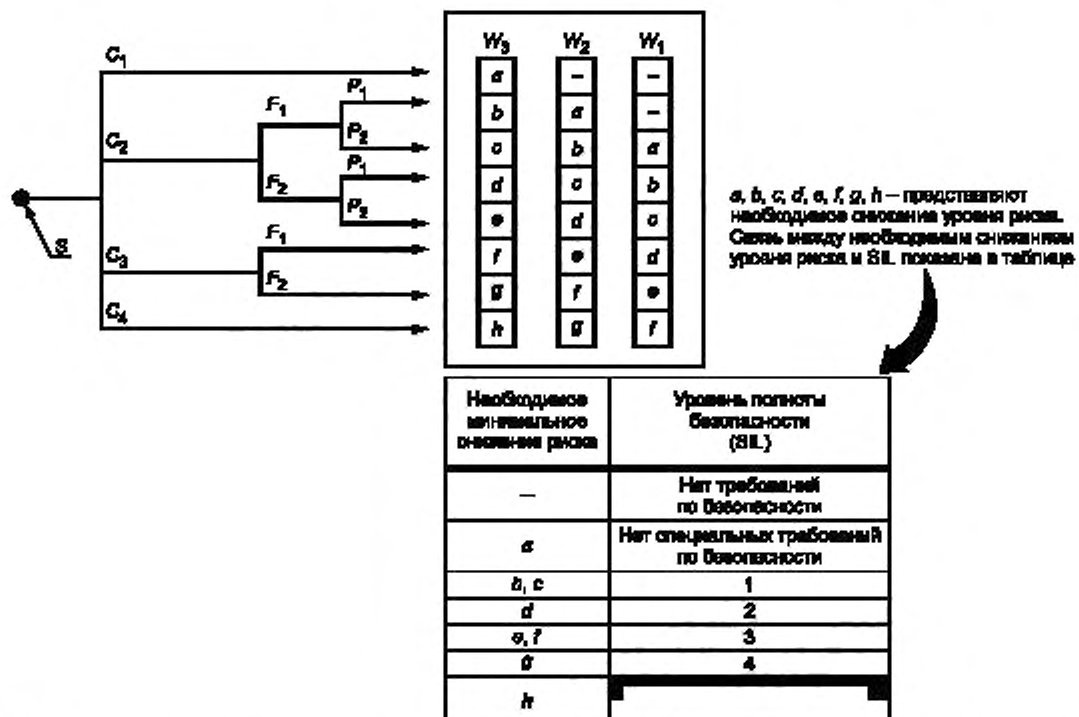 C1
C2
F1
F2
P1
P2
P1
P2
S
C3
F1
F2
C4
W3 W2 W1
a – –
b a –
c b a
d c b
e d c
f e d
g f e
h g f
a, b, c, d, e, f, g, h – представляют
необходимое снижение уровня риска.
Связь между необходимым снижением
уровня риска и SIL показана в таблице
Необходимое
минимальное
снижение риска
Уровень полноты
безопасности
(SIL)
—
Нет требований
по безопасности
a
Нет специальных требований
по безопасности
b, c 1
d 2
e, f 3
g 4
h